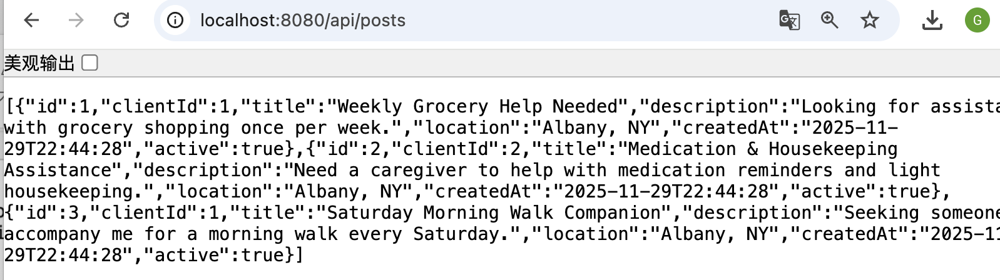 localhost:8080/api/posts
G
美观输出
[{"id":1,"clientId":1,"title":"Weekly Grocery Help Needed","description":"Looking for
with grocery shopping once per week.","location":"Albany, NY","createdAt":"2025-11-
29T22:44:28","active":true},{"id":2,"clientId":2,"title":"Medication & Housekeeping
Assistance","description":"Need a caregiver to help with medication reminders and light
housekeeping.","location":"Albany, NY","createdAt":"2025-11-29T22:44:28","active":true},
{"id":3,"clientId":1,"title":"Saturday Morning Walk Companion","description":"Seeking someone
accompany me for a morning walk every Saturday.","location":"Albany, NY","createdAt":"2025-11
29T22:44:28","active":true}]